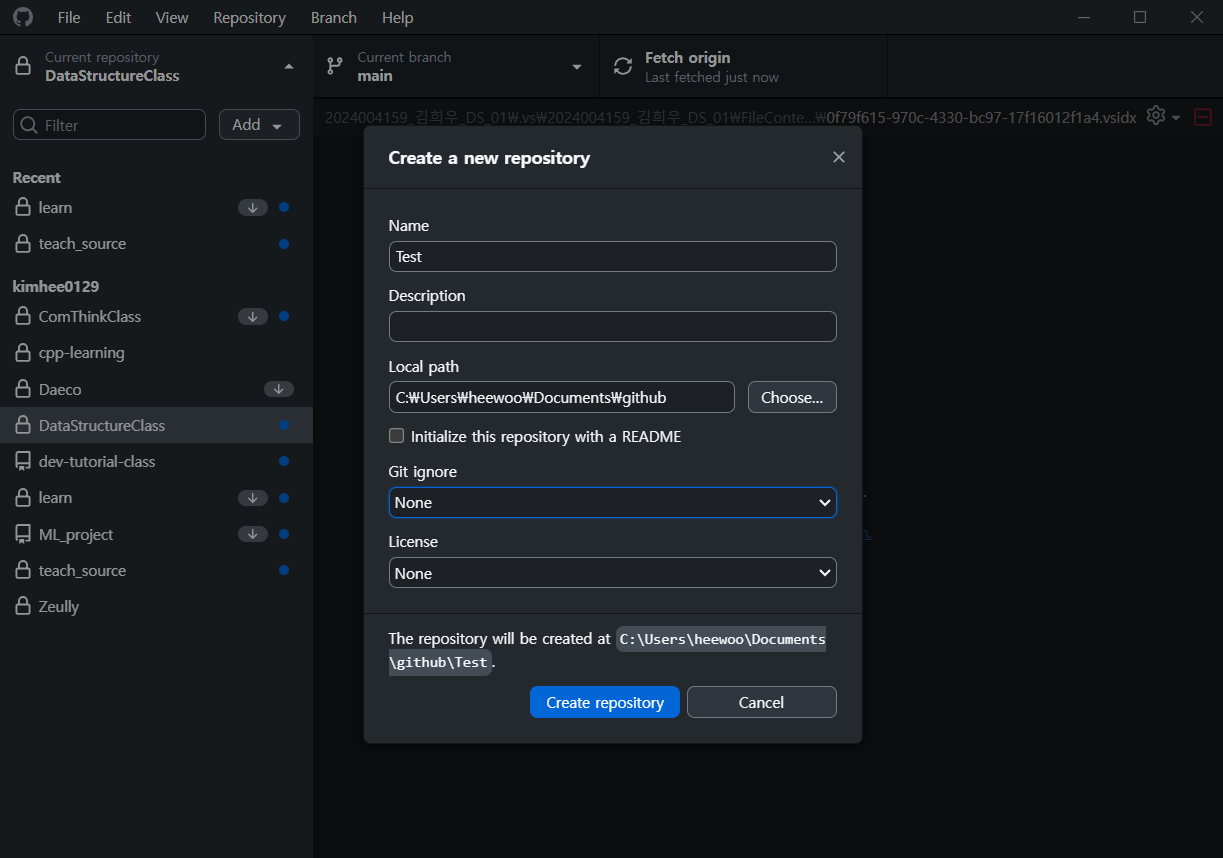 File Edit View Repository Branch Help
Current repository
DataStructureClass
Current branch
main
Fetch origin
Last fetched just now
Filter
Add
Recent
learn
teach_source
kimhee0129
ComThinkClass
cpp-learning
Daeco
DataStructureClass
dev-tutorial-class
learn
ML_project
teach_source
Zeully
2024004159_김희우_DS_01₩.vs₩2024004159_김희우_DS_01₩FileConte...₩0f79f615-970c-4330-bc97-17f16012f1a4.vsidx
Create a new repository
Name
Test
Description
Local path
C:₩Users₩heewoo₩Documents₩github
Choose...
Initialize this repository with a README
Git ignore
None
License
None
The repository will be created at C:\Users\heewoo\Documents
\github\Test.
Create repository
Cancel